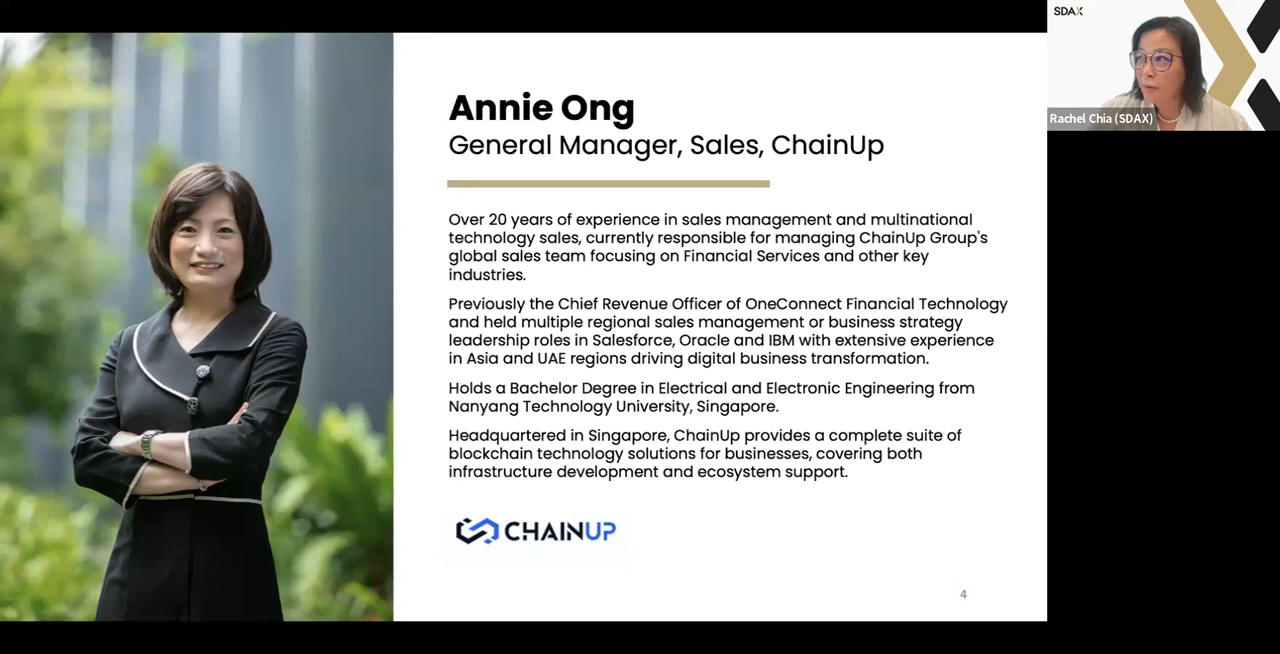 Annie Ong
General Manager, Sales, ChainUp
Over 20 years of experience in sales management and multinational
technology sales, currently responsible for managing ChainUp Group's
global sales team focusing on Financial Services and other key
industries.
Previously the Chief Revenue Officer of OneConnect Financial Technology
and held multiple regional sales management or business strategy
leadership roles in Salesforce, Oracle and IBM with extensive experience
in Asia and UAE regions driving digital business transformation.
Holds a Bachelor Degree in Electrical and Electronic Engineering from
Nanyang Technology University, Singapore.
Headquartered in Singapore, ChainUp provides a complete suite of
blockchain technology solutions for businesses, covering both
infrastructure development and ecosystem support.
CHAINUP
4
SDAX
Rachel Chia (SDAX)